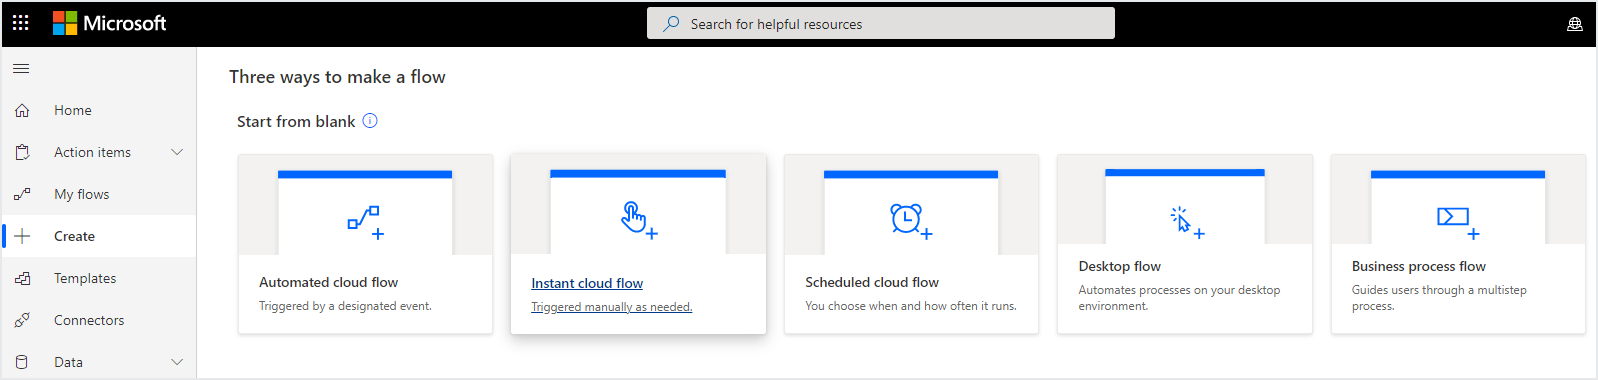 Microsoft
Search for helpful resources
Home
Action items
My flows
Create
Templates
Connectors
Data
Three ways to make a flow
Start from blank
Automated cloud flow
Triggered by a designated event.
Instant cloud flow
Triggered manually as needed.
Scheduled cloud flow
You choose when and how often it runs.
Desktop flow
Automates processes on your desktop
environment.
Business process flow
Guides users through a multistep
process.